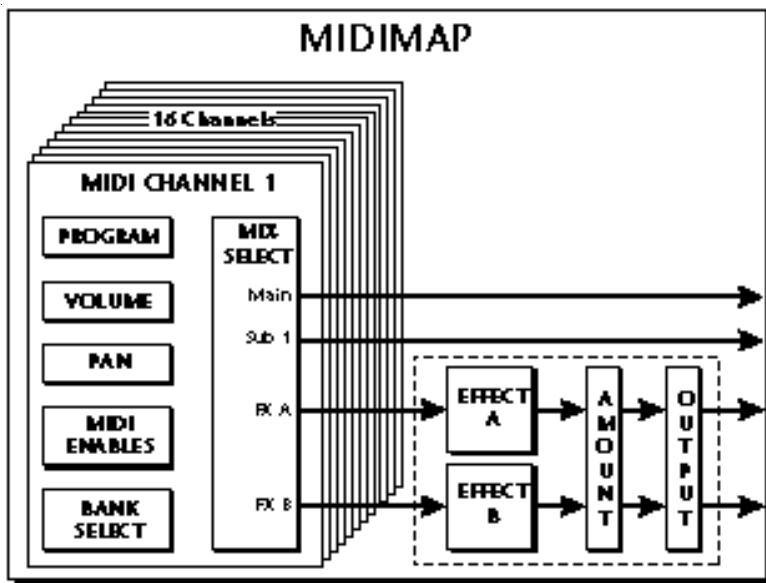 MIDIMAP
16 Channels
MIDI CHANNEL 1
PROGRAM
VOLUME
PAN
MIDI
ENABLES
BANK
SELECT
MIX
SELECT
Main
Sub 1
FX A
FX B
EFFECT
A
EFFECT
B
AMOUNT
OUTPUT